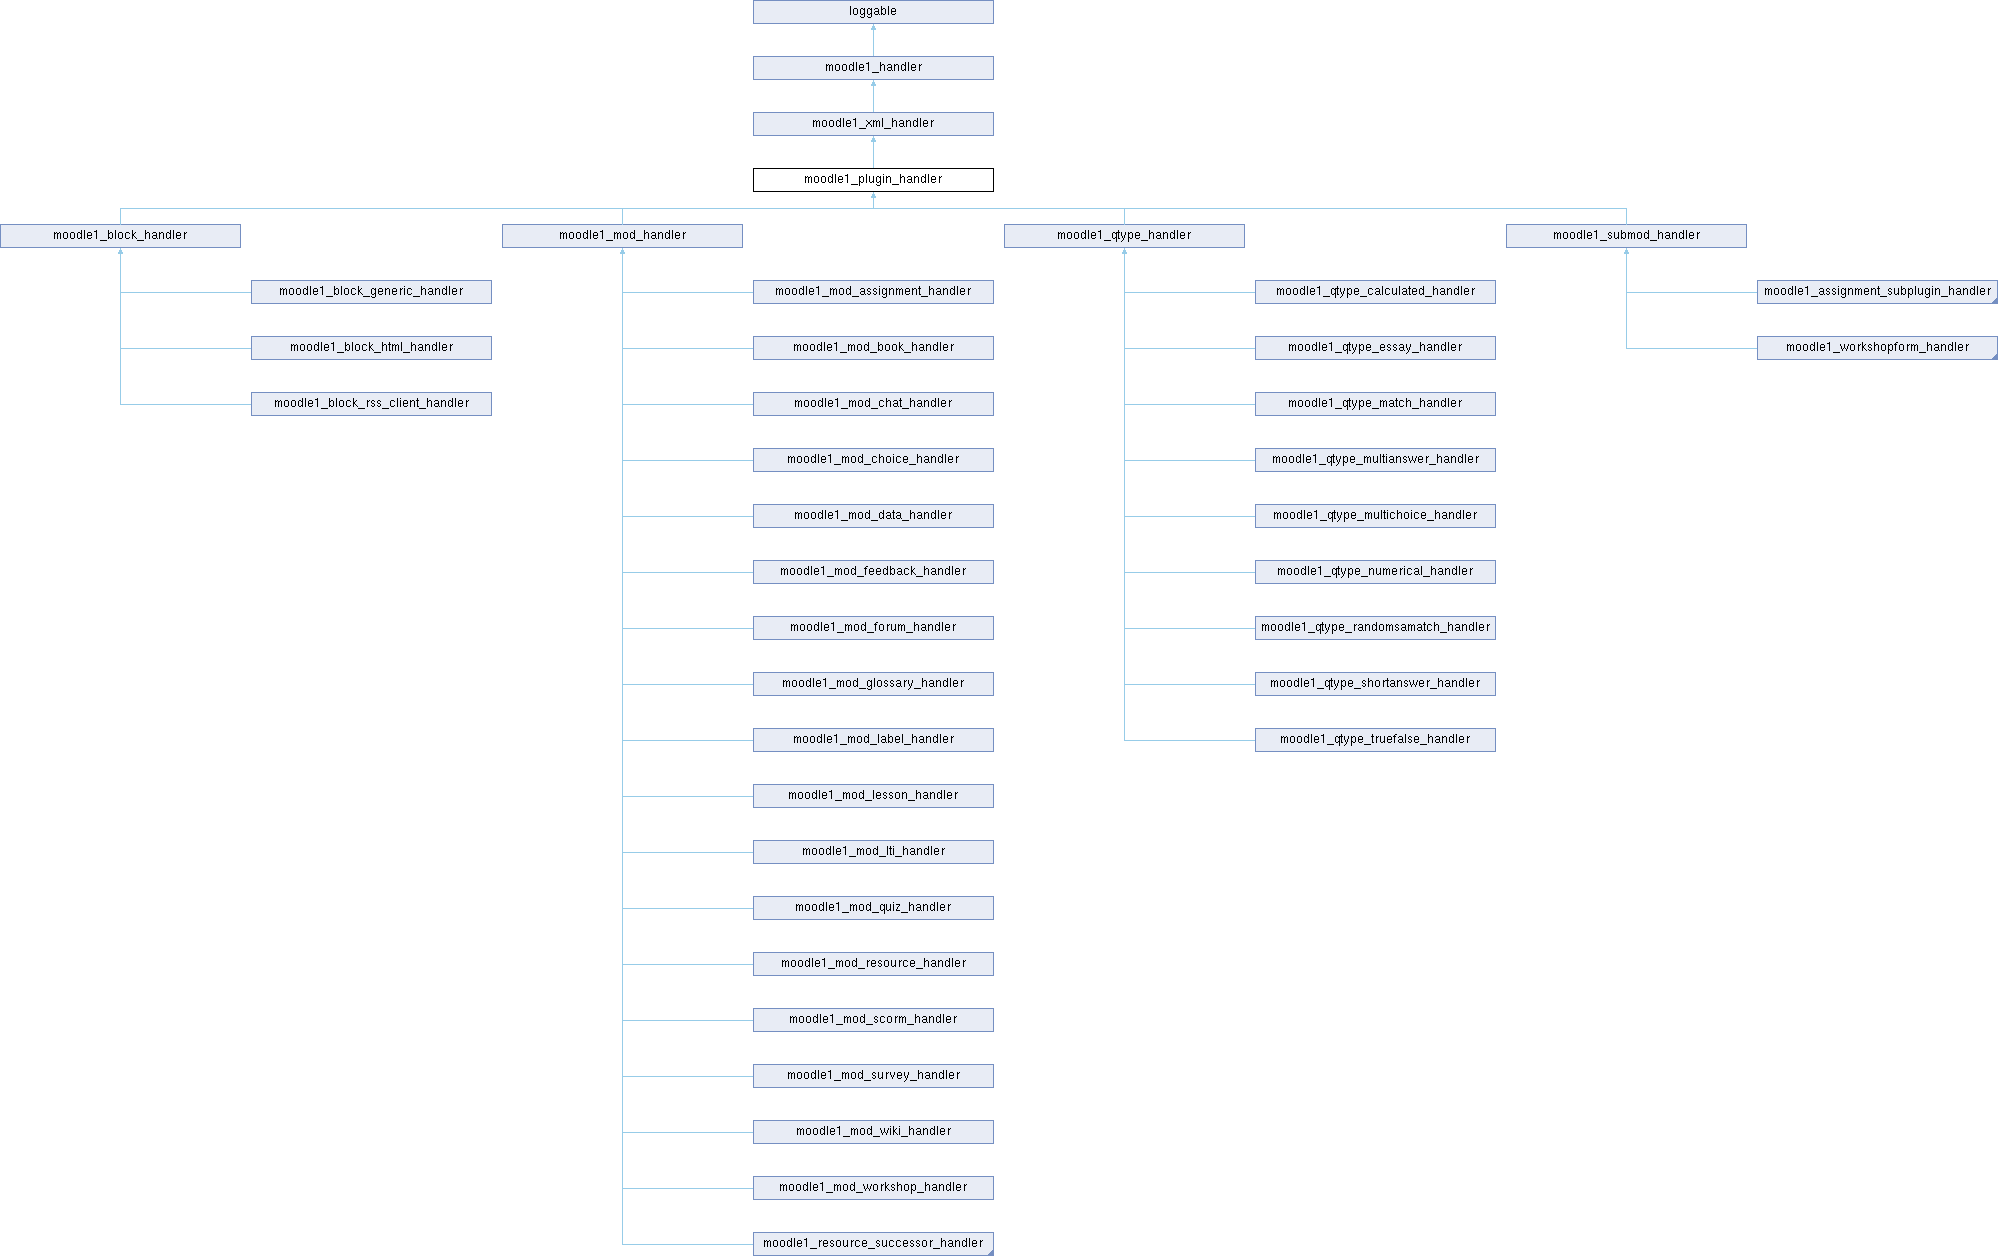 loggable
moodle1_handler
moodle1_xml_handler
moodle1_plugin_handler
moodle1_block_handler
moodle1_mod_handler
moodle1_qtype_handler
moodle1_submod_handler
moodle1_block_generic_handler
moodle1_block_html_handler
moodle1_block_rss_client_handler
moodle1_mod_assignment_handler
moodle1_mod_book_handler
moodle1_mod_chat_handler
moodle1_mod_choice_handler
moodle1_mod_data_handler
moodle1_mod_feedback_handler
moodle1_mod_forum_handler
moodle1_mod_glossary_handler
moodle1_mod_label_handler
moodle1_mod_lesson_handler
moodle1_mod_lti_handler
moodle1_mod_quiz_handler
moodle1_mod_resource_handler
moodle1_mod_scorm_handler
moodle1_mod_survey_handler
moodle1_mod_wiki_handler
moodle1_mod_workshop_handler
moodle1_resource_successor_handler
moodle1_qtype_calculated_handler
moodle1_qtype_essay_handler
moodle1_qtype_match_handler
moodle1_qtype_multianswer_handler
moodle1_qtype_multichoice_handler
moodle1_qtype_numerical_handler
moodle1_qtype_randomsamatch_handler
moodle1_qtype_shortanswer_handler
moodle1_qtype_truefalse_handler
moodle1_assignment_subplugin_handler
moodle1_workshopform_handler